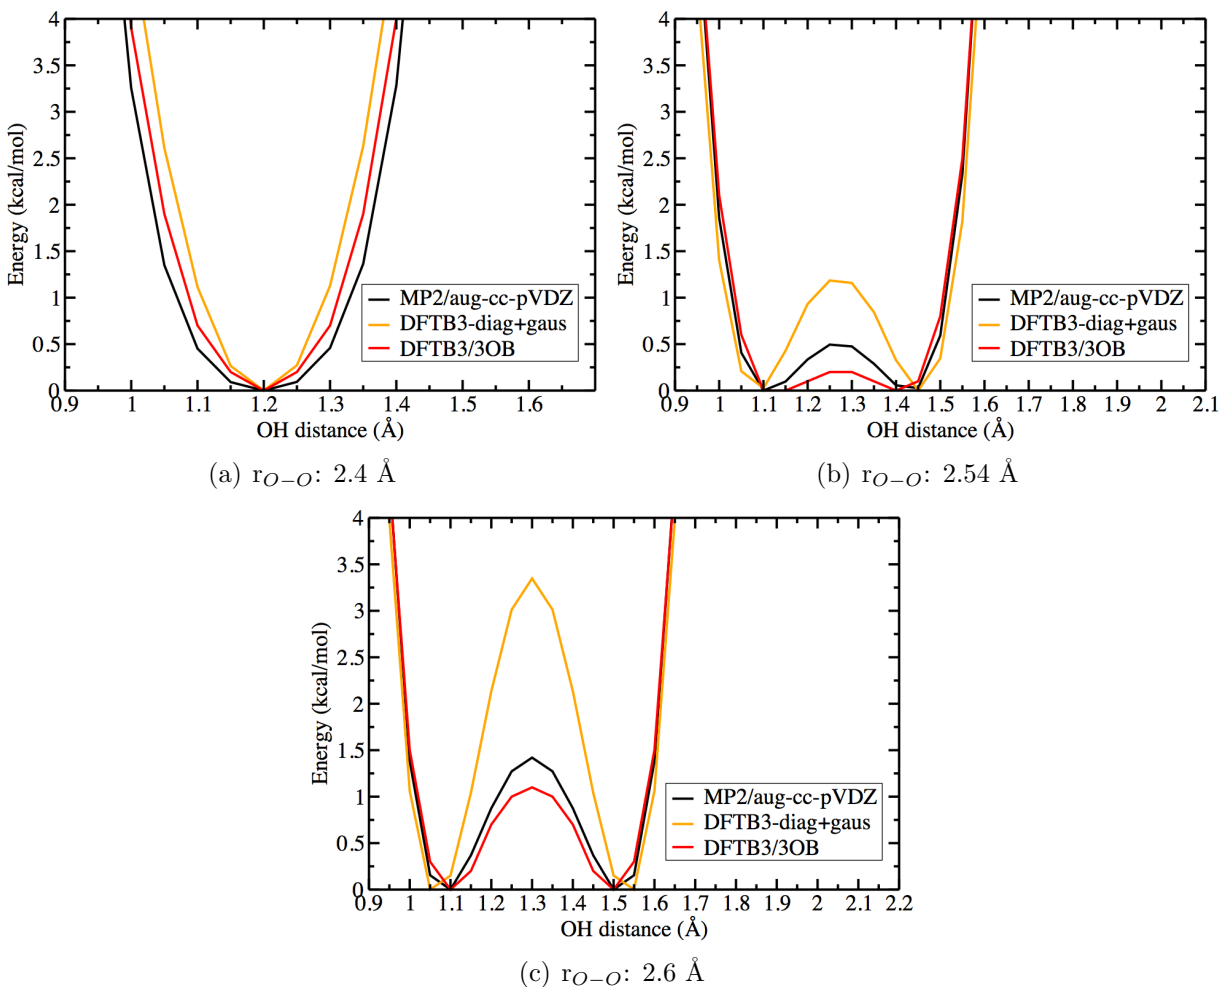 4
3.5
3
2.5
2
1.5
1
0.5
0
Energy (kcal/mol)
MP2/aug-cc-pVDZ
DFTB3-diag+gaus
DFTB3/3OB
0.9 1 1.1 1.2 1.3 1.4 1.5 1.6
OH distance (Å)
(a) r_{O−O}: 2.4 Å
4
3.5
3
2.5
2
1.5
1
0.5
0
Energy (kcal/mol)
MP2/aug-cc-pVDZ
DFTB3-diag+gaus
DFTB3/3OB
0.9 1 1.1 1.2 1.3 1.4 1.5 1.6 1.7 1.8 1.9 2 2.1
OH distance (Å)
(b) r_{O−O}: 2.54 Å
4
3.5
3
2.5
2
1.5
1
0.5
0
Energy (kcal/mol)
MP2/aug-cc-pVDZ
DFTB3-diag+gaus
DFTB3/3OB
0.9 1 1.1 1.2 1.3 1.4 1.5 1.6 1.7 1.8 1.9 2 2.1 2.2
OH distance (Å)
(c) r_{O−O}: 2.6 Å